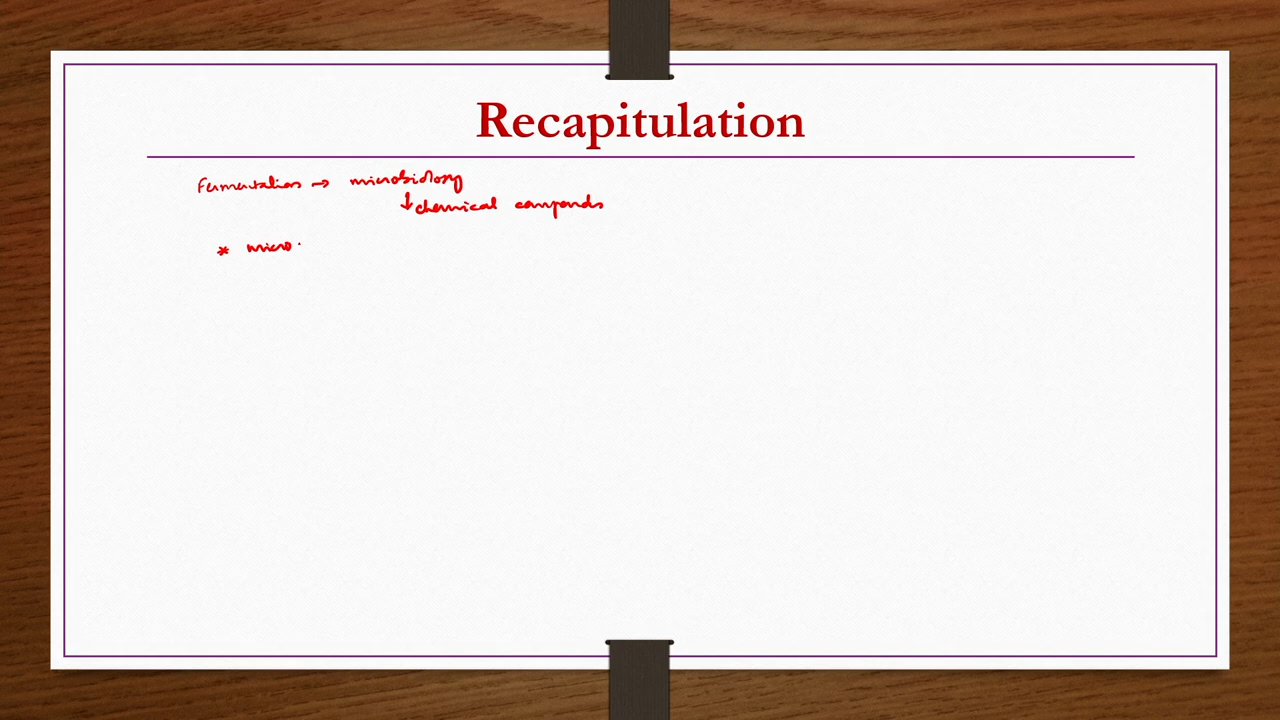 Recapitulation
Fermentation → microbiology
↓ chemical compounds
* micro.